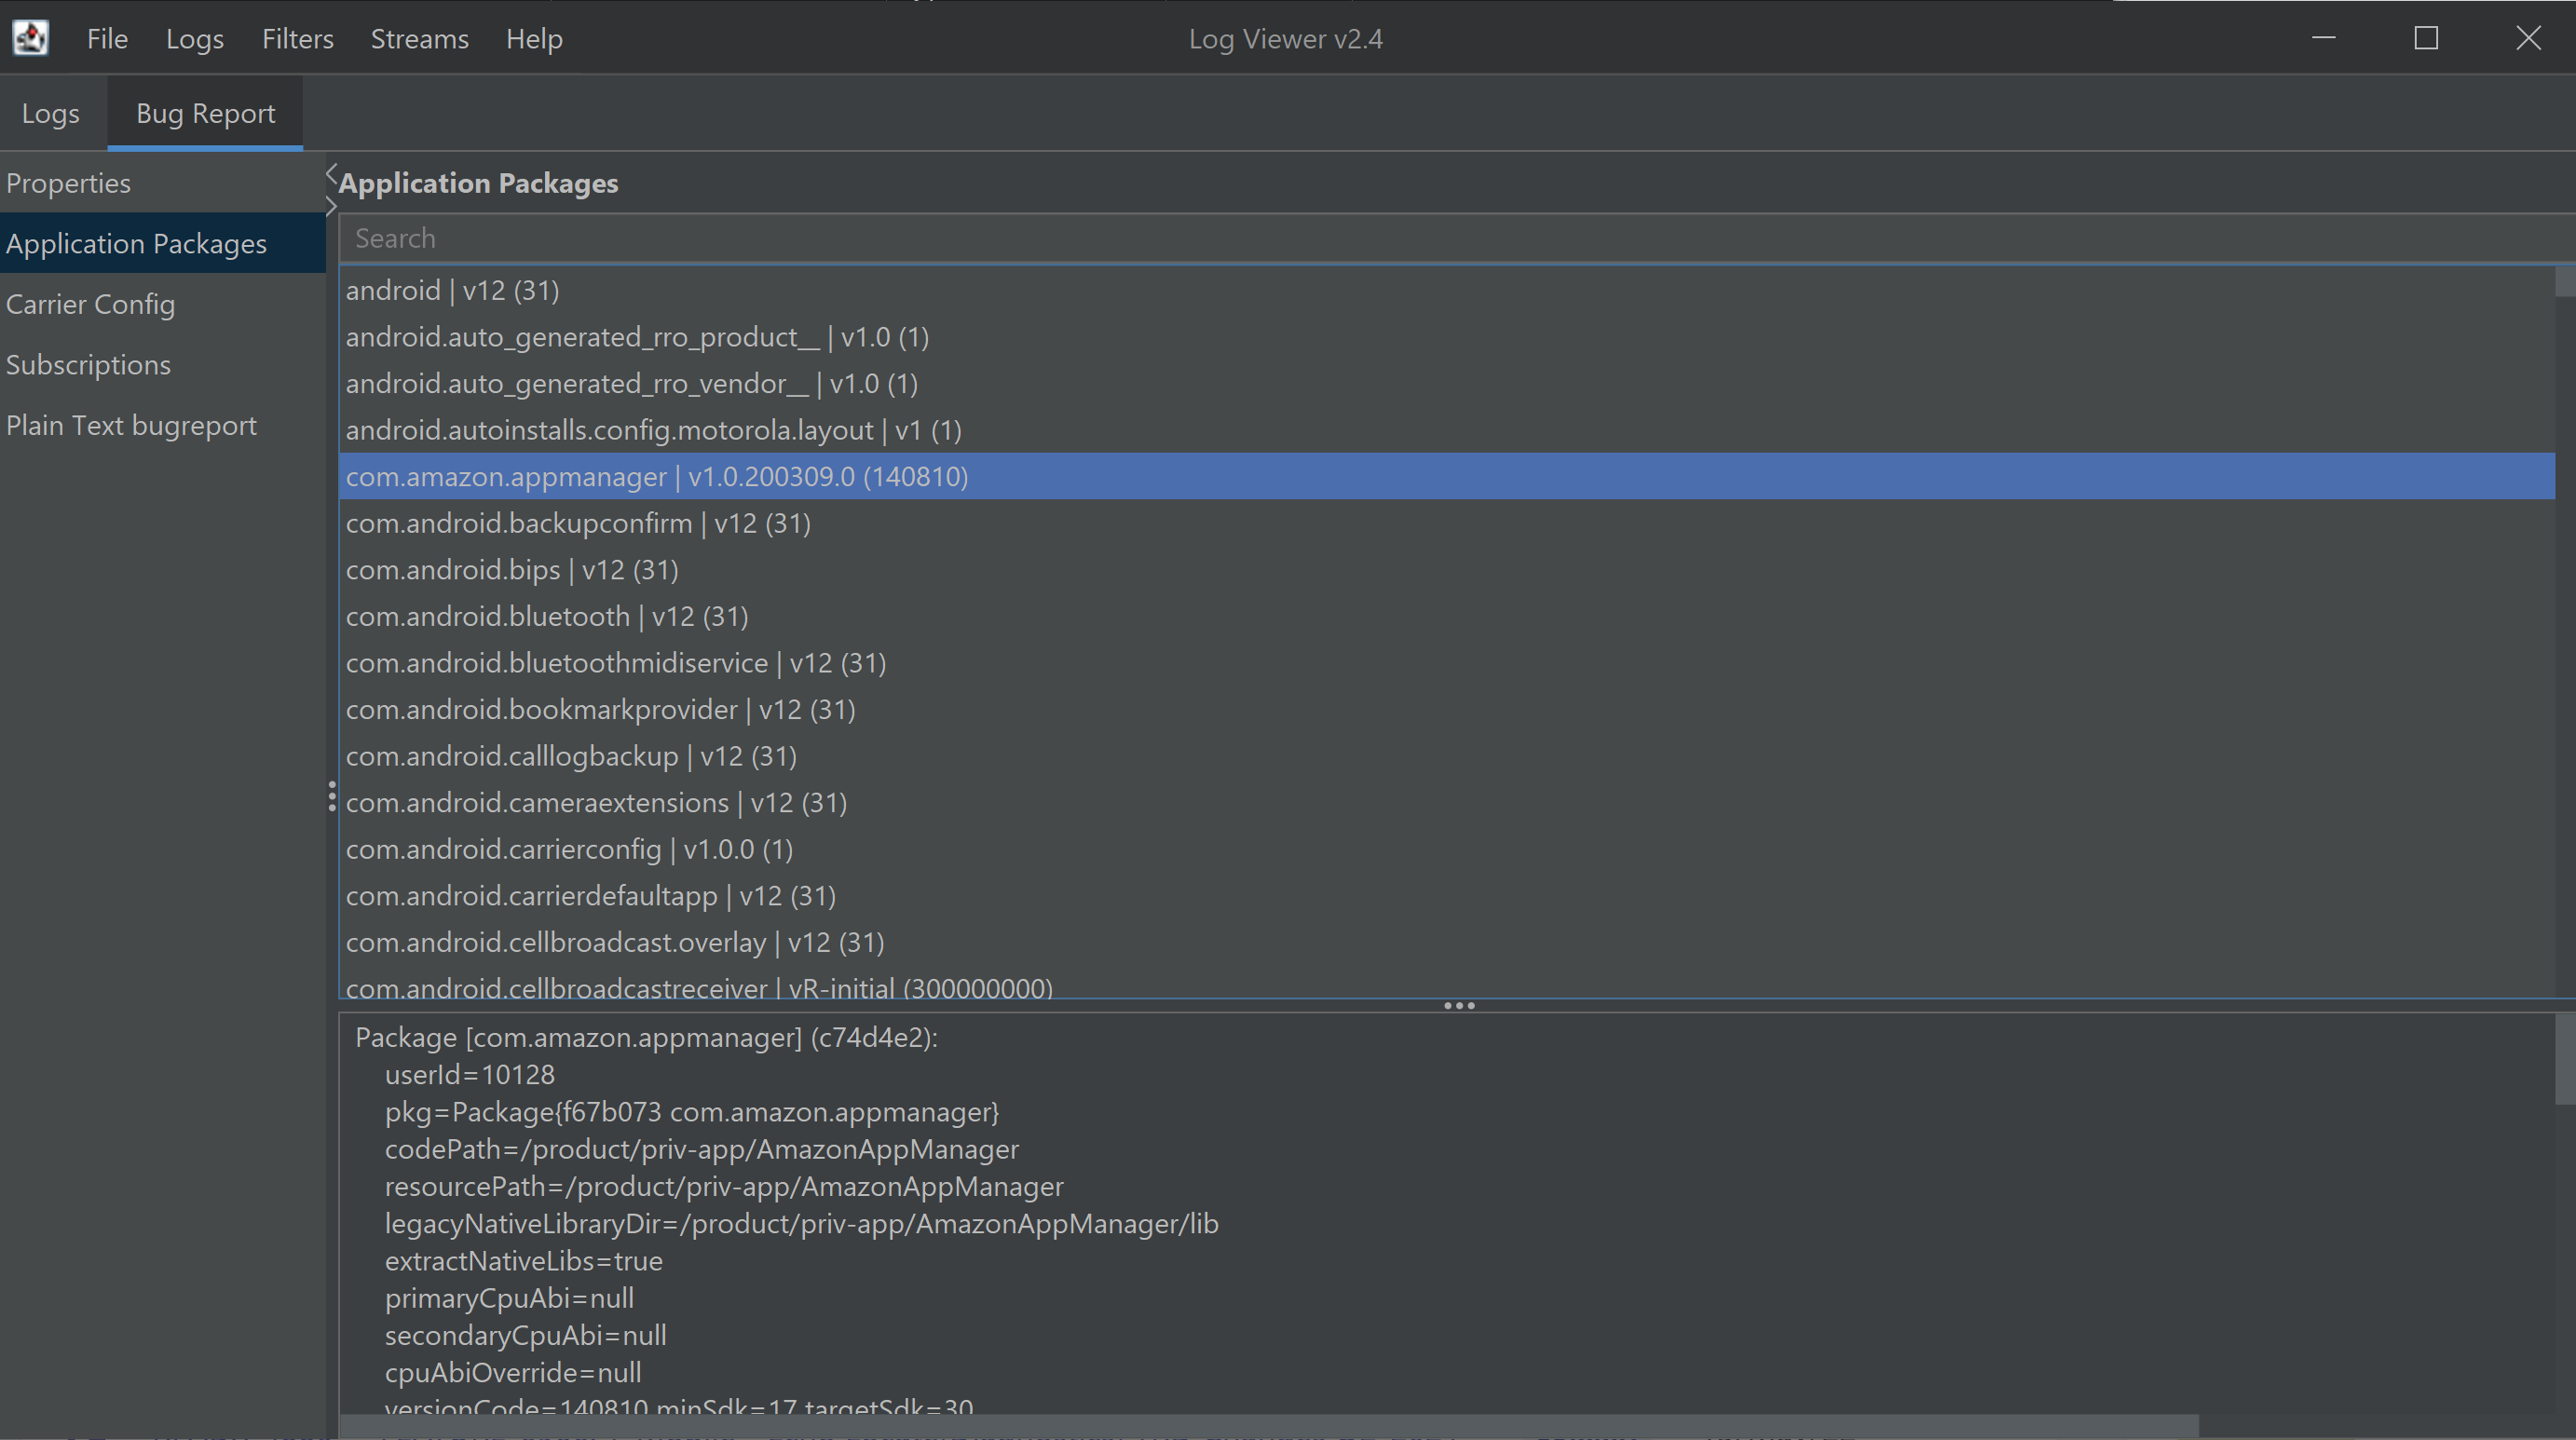 File Logs Filters Streams Help Log Viewer v2.4
Logs Bug Report
Properties
Application Packages
Carrier Config
Subscriptions
Plain Text bugreport
Application Packages
Search
android | v12 (31)
android.auto_generated_rro_product__ | v1.0 (1)
android.auto_generated_rro_vendor__ | v1.0 (1)
android.autoinstalls.config.motorola.layout | v1 (1)
com.amazon.appmanager | v1.0.200309.0 (140810)
com.android.backupconfirm | v12 (31)
com.android.bips | v12 (31)
com.android.bluetooth | v12 (31)
com.android.bluetoothmidiservice | v12 (31)
com.android.bookmarkprovider | v12 (31)
com.android.calllogbackup | v12 (31)
com.android.cameraextensions | v12 (31)
com.android.carrierconfig | v1.0.0 (1)
com.android.carrierdefaultapp | v12 (31)
com.android.cellbroadcast.overlay | v12 (31)
com.android.cellbroadcastreceiver | vR-initial (300000000)
Package [com.amazon.appmanager] (c74d4e2):
userId=10128
pkg=Package{f67b073 com.amazon.appmanager}
codePath=/product/priv-app/AmazonAppManager
resourcePath=/product/priv-app/AmazonAppManager
legacyNativeLibraryDir=/product/priv-app/AmazonAppManager/lib
extractNativeLibs=true
primaryCpuAbi=null
secondaryCpuAbi=null
cpuAbiOverride=null
versionCode=140810 minSdk=17 targetSdk=30